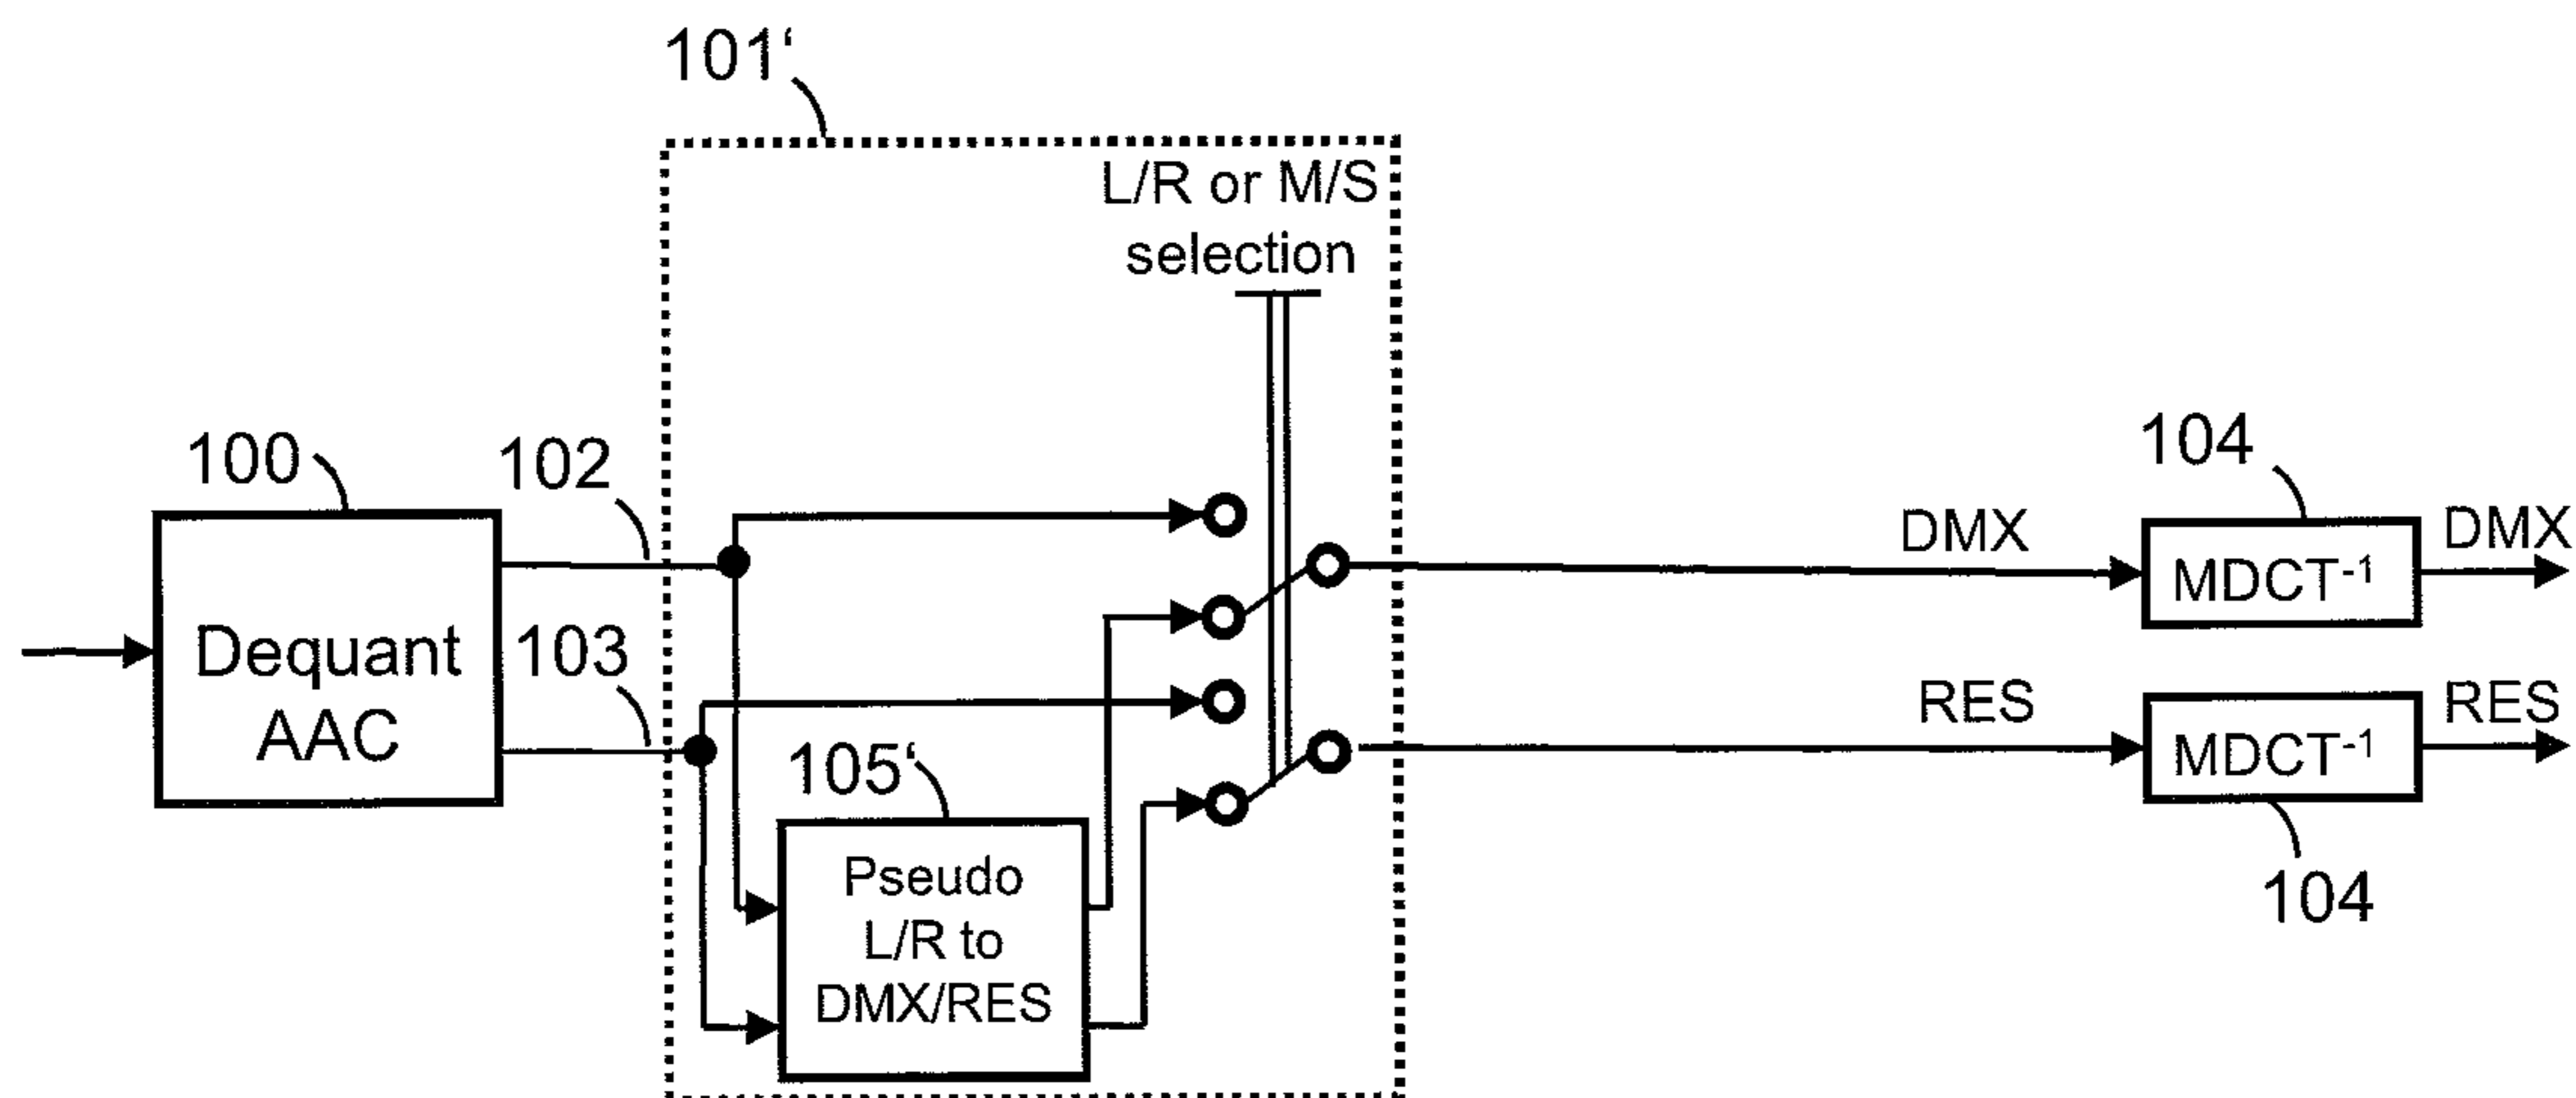 101‘
L/R or M/S
selection
100
102
104
DMX
DMX
MDCT-1
Dequant
AAC
103
RES
RES
MDCT-1
105‘
Pseudo
L/R to
DMX/RES
104